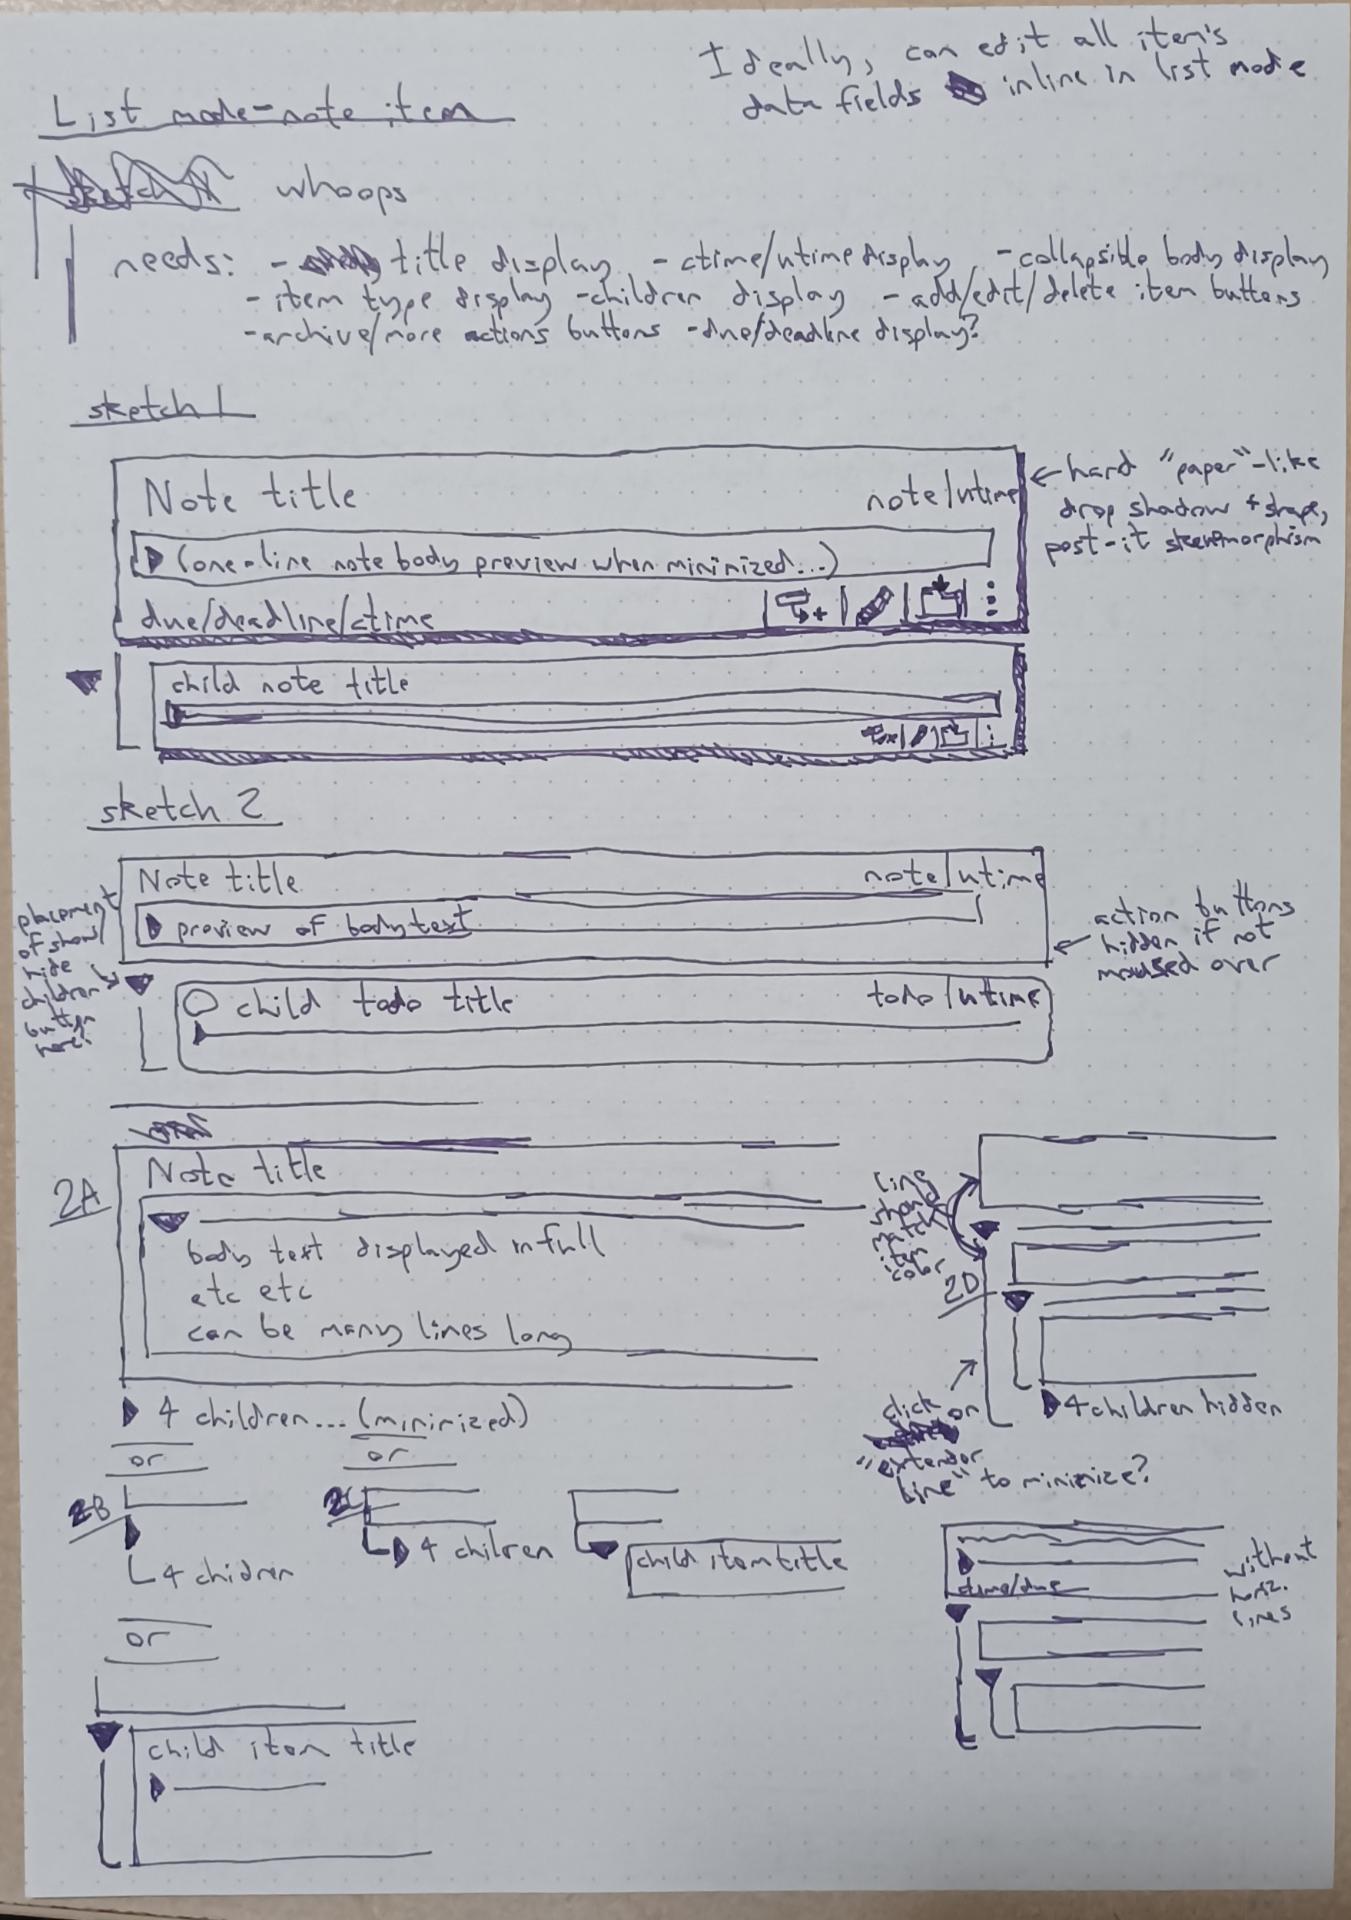 Ideally, can edit all item's
data fields inline in list mode
List mode-note item
whoops
needs: - title display - ctime/utime display - collapsible body display
- item type display - children display - add/edit/delete item buttons
- archive/more actions buttons - due/deadline display?
sketch 1
Note title
note/utime
(one-line note body preview when minimized...)
due/deadline/ctime
← hard "paper"-like
drop shadow + shape,
post-it skeuomorphism
child note title
sketch 2
Note title
note/utime
preview of body text
placement
of show/
hide
children
button
here?
action buttons
hidden if not
moused over
child todo title
todo/utime
2A
Note title
body text displayed in full
etc etc
can be many lines long
4 children... (minimized)
or
or
2B
4 children
2C
4 chilren
child item title
or
child item title
line
should
match
item
color
2D
4 children hidden
click on
"extender
line" to minimize?
ctime/due
without
horiz.
lines